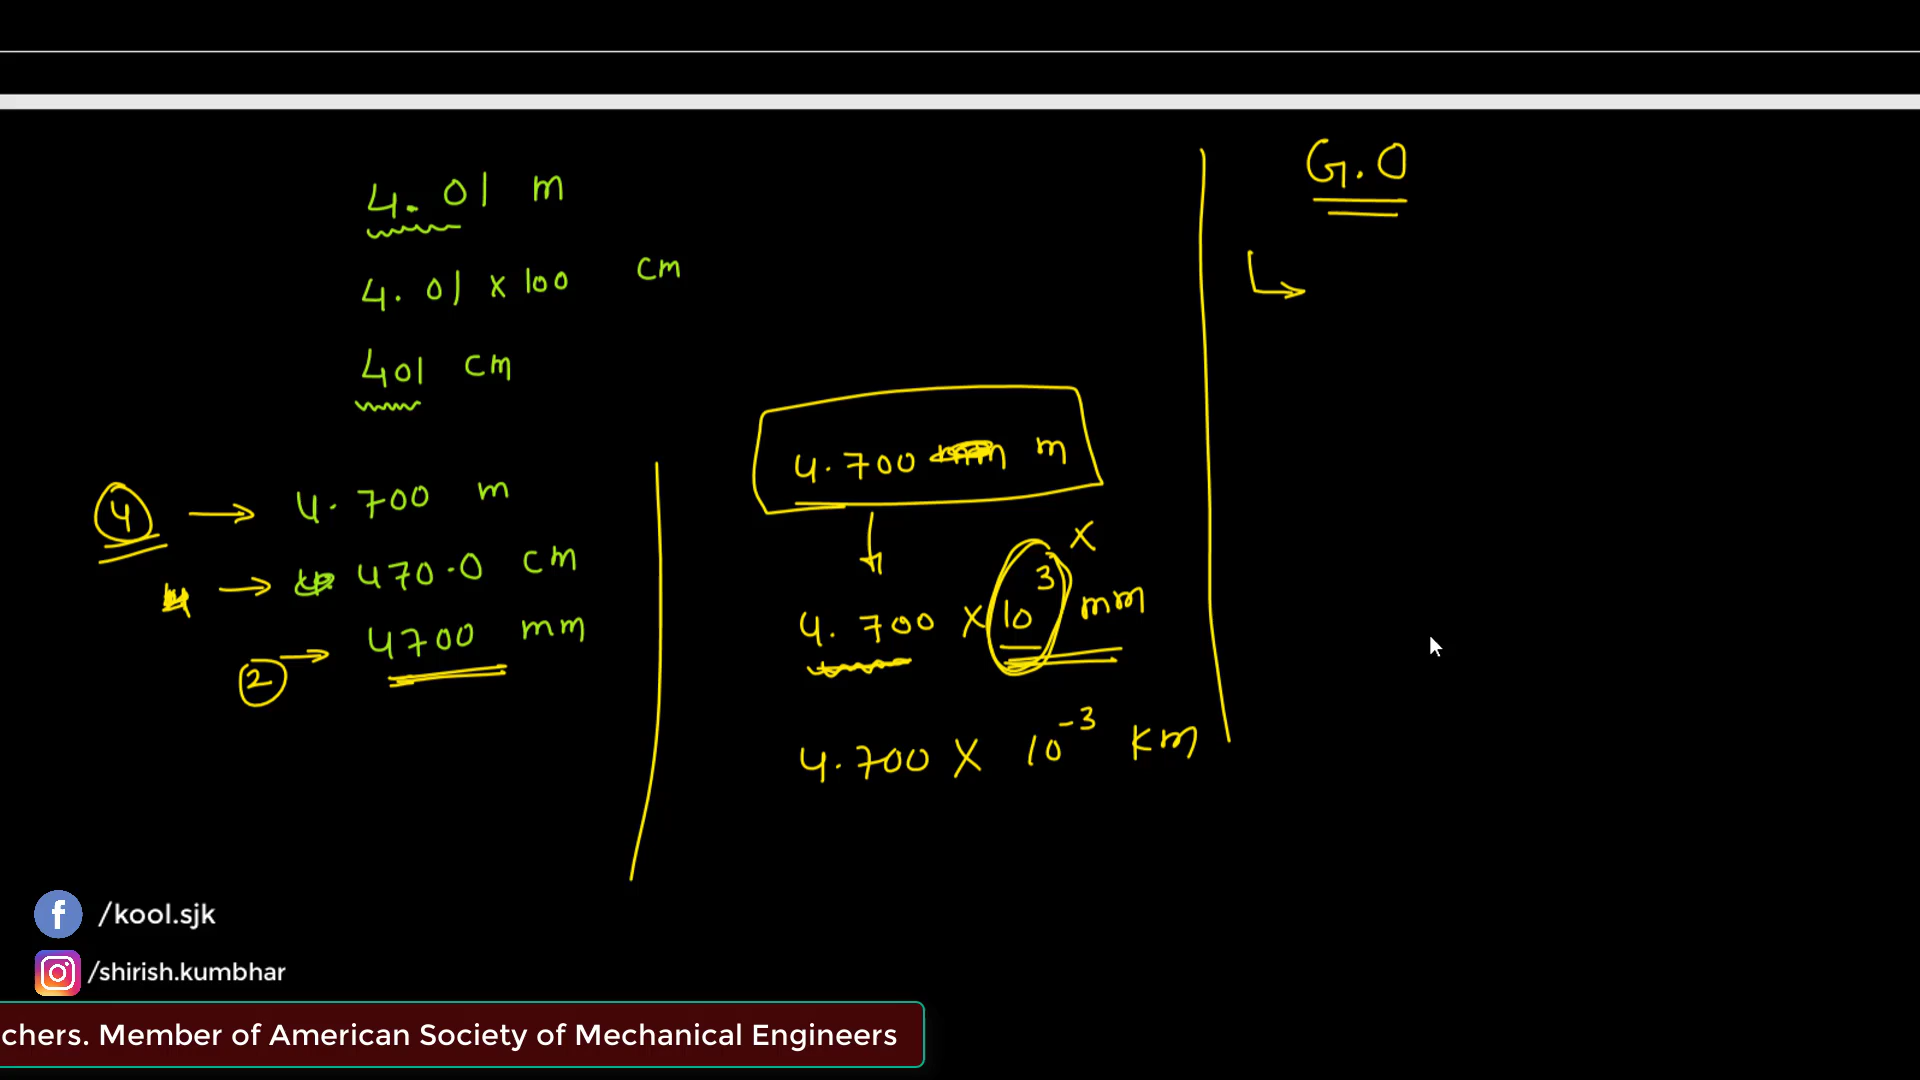 4.01 m
4.01 x 100 cm
401 cm
4 → 4.700 m
→ 470.0 cm
2 → 4700 mm
4.700 m
4.700 x 10³ mm
x
4.700 x 10⁻³ km
G.O
/kool.sjk
/shirish.kumbhar
chers. Member of American Society of Mechanical Engineers